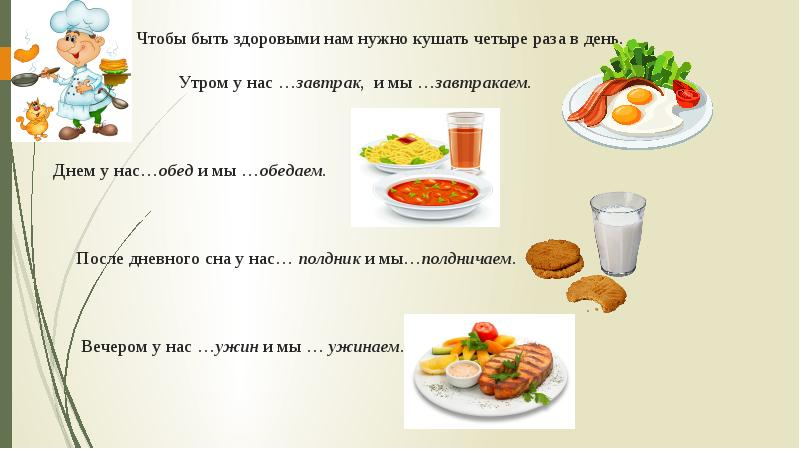 Чтобы быть здоровыми нам нужно кушать четыре раза в день.
Утром у нас …завтрак, и мы …завтракаем.
Днем у нас…обед и мы …обедаем.
После дневного сна у нас… полдник и мы…полдничаем.
Вечером у нас …ужин и мы … ужинаем.